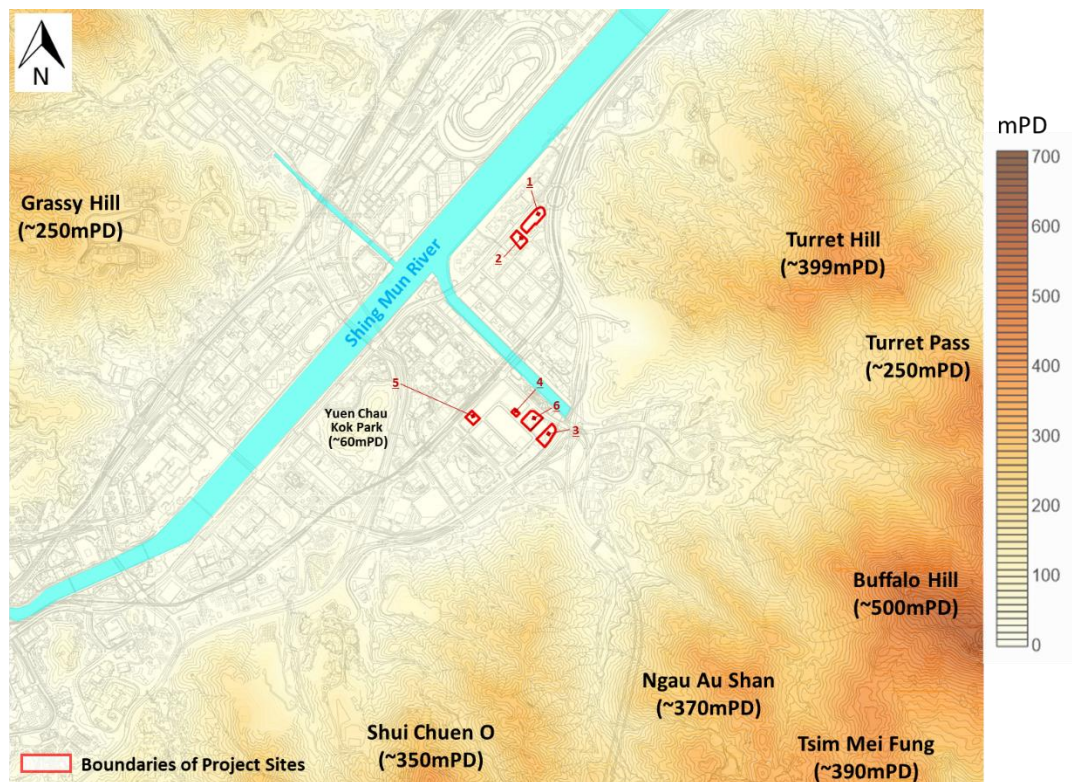 N
mPD
700
600
500
400
300
200
100
0
Grassy Hill
(~250mPD)
1
2
Turret Hill
(~399mPD)
Shing Mun River
Turret Pass
(~250mPD)
5
4
6
3
Yuen Chau
Kok Park
(~60mPD)
Buffalo Hill
(~500mPD)
Ngau Au Shan
(~370mPD)
Shui Chuen O
(~350mPD)
Tsim Mei Fung
(~390mPD)
Boundaries of Project Sites